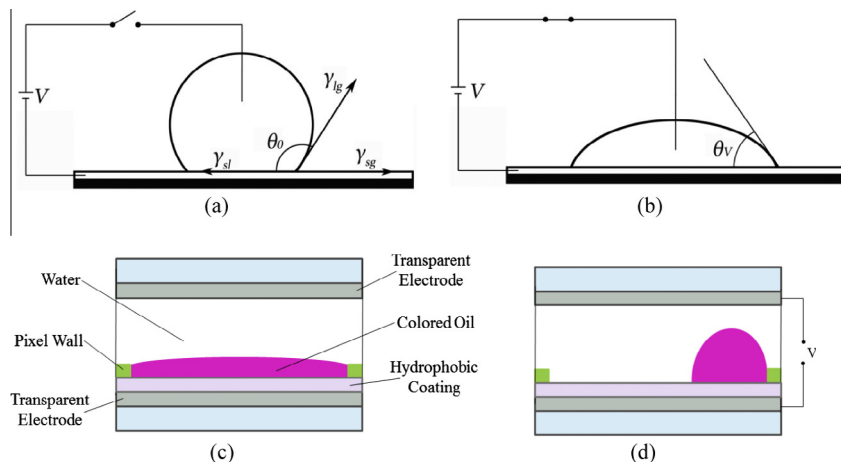 V
γlg
θ0
γsl
γsg
(a)
V
θV
(b)
Water
Pixel Wall
Transparent
Electrode
Transparent
Electrode
Colored Oil
Hydrophobic
Coating
(c)
V
(d)